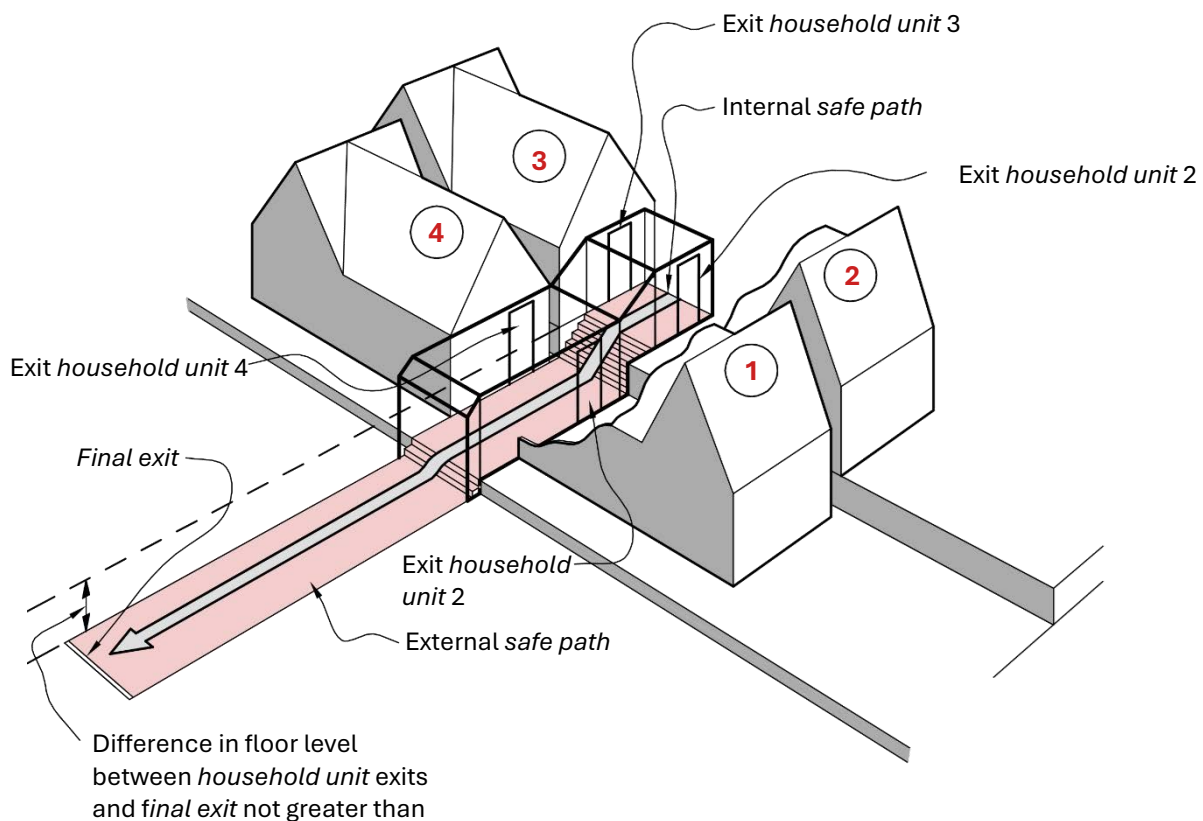 Exit household unit 3
Internal safe path
Exit household unit 2
3
4
2
1
Exit household unit 4
Final exit
Exit household
unit 2
External safe path
Difference in floor level
between household unit exits
and final exit not greater than